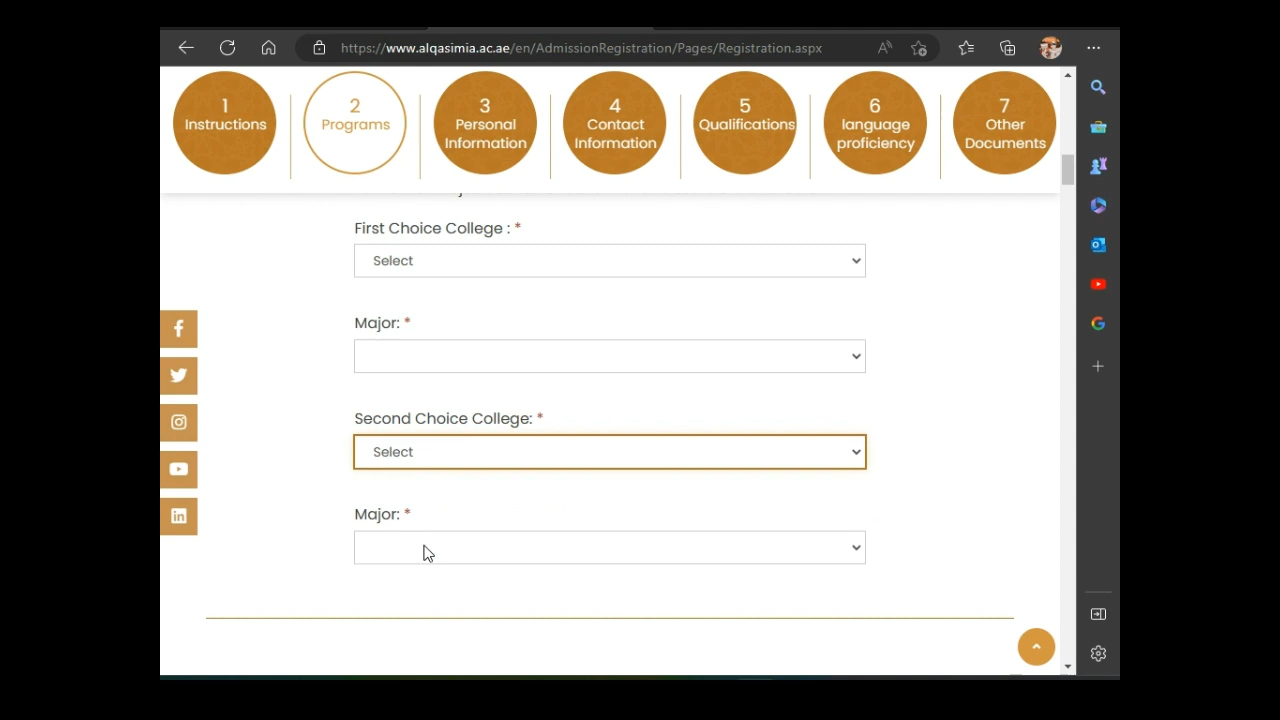 https://www.alqasimia.ac.ae/en/AdmissionRegistration/Pages/Registration.aspx
1
Instructions
2
Programs
3
Personal
Information
4
Contact
Information
5
Qualifications
6
language
proficiency
7
Other
Documents
First Choice College : *
Select
Major: *
Second Choice College: *
Select
Major: *